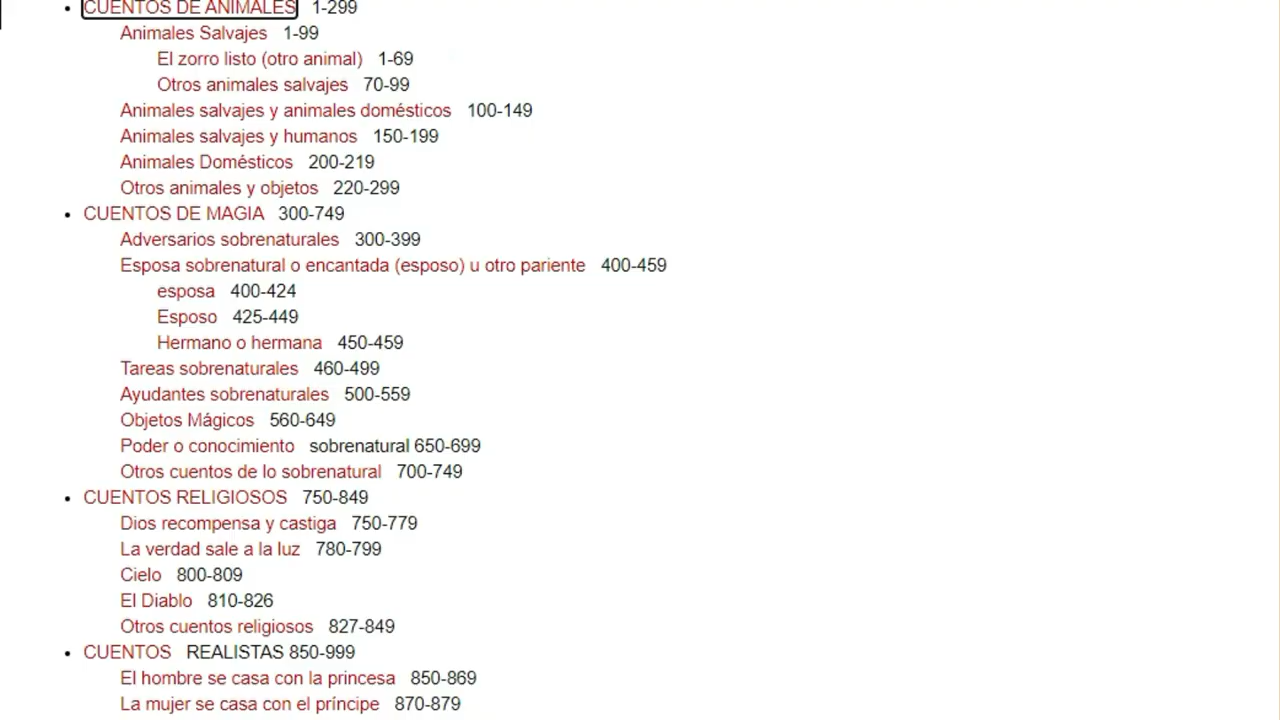 • CUENTOS DE ANIMALES 1-299
Animales Salvajes 1-99
El zorro listo (otro animal) 1-69
Otros animales salvajes 70-99
Animales salvajes y animales domésticos 100-149
Animales salvajes y humanos 150-199
Animales Domésticos 200-219
Otros animales y objetos 220-299
• CUENTOS DE MAGIA 300-749
Adversarios sobrenaturales 300-399
Esposa sobrenatural o encantada (esposo) u otro pariente 400-459
esposa 400-424
Esposo 425-449
Hermano o hermana 450-459
Tareas sobrenaturales 460-499
Ayudantes sobrenaturales 500-559
Objetos Mágicos 560-649
Poder o conocimiento sobrenatural 650-699
Otros cuentos de lo sobrenatural 700-749
• CUENTOS RELIGIOSOS 750-849
Dios recompensa y castiga 750-779
La verdad sale a la luz 780-799
Cielo 800-809
El Diablo 810-826
Otros cuentos religiosos 827-849
• CUENTOS REALISTAS 850-999
El hombre se casa con la princesa 850-869
La mujer se casa con el príncipe 870-879